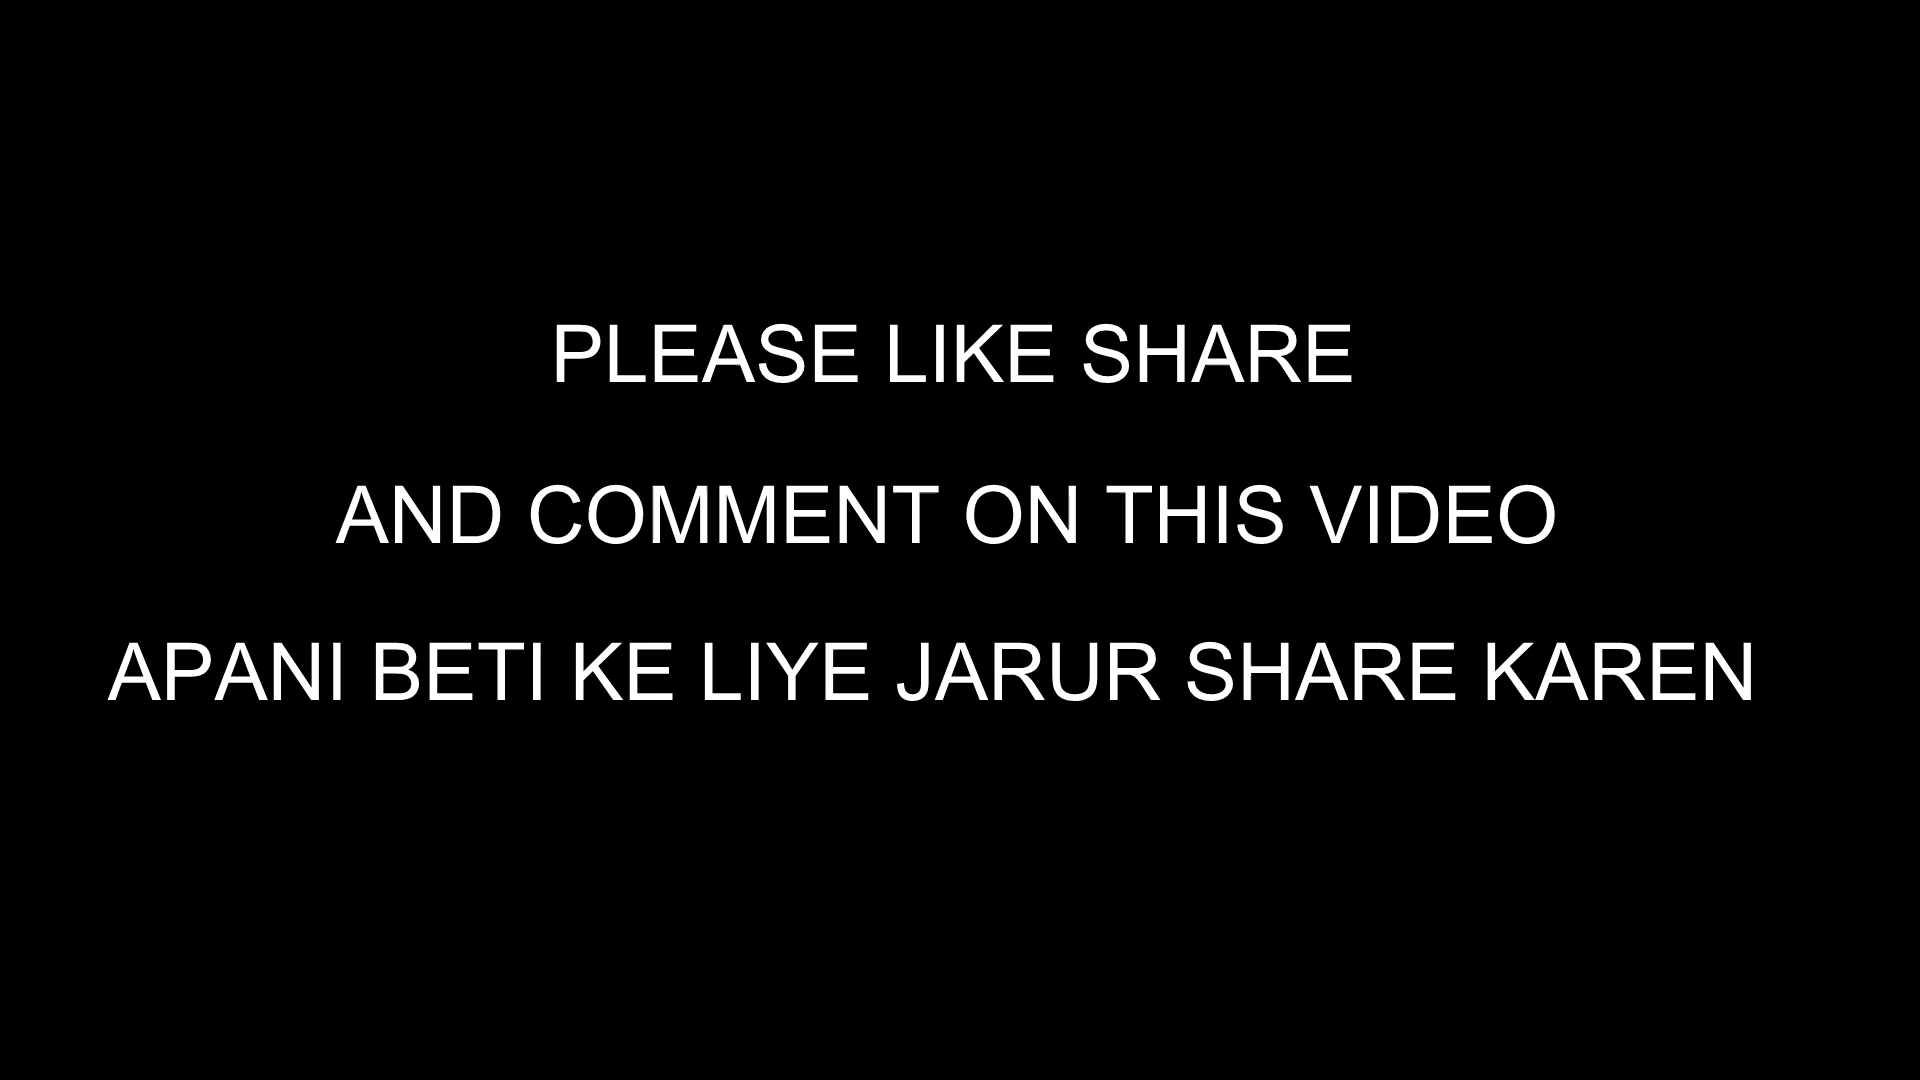 PLEASE LIKE SHARE
AND COMMENT ON THIS VIDEO
APANI BETI KE LIYE JARUR SHARE KAREN